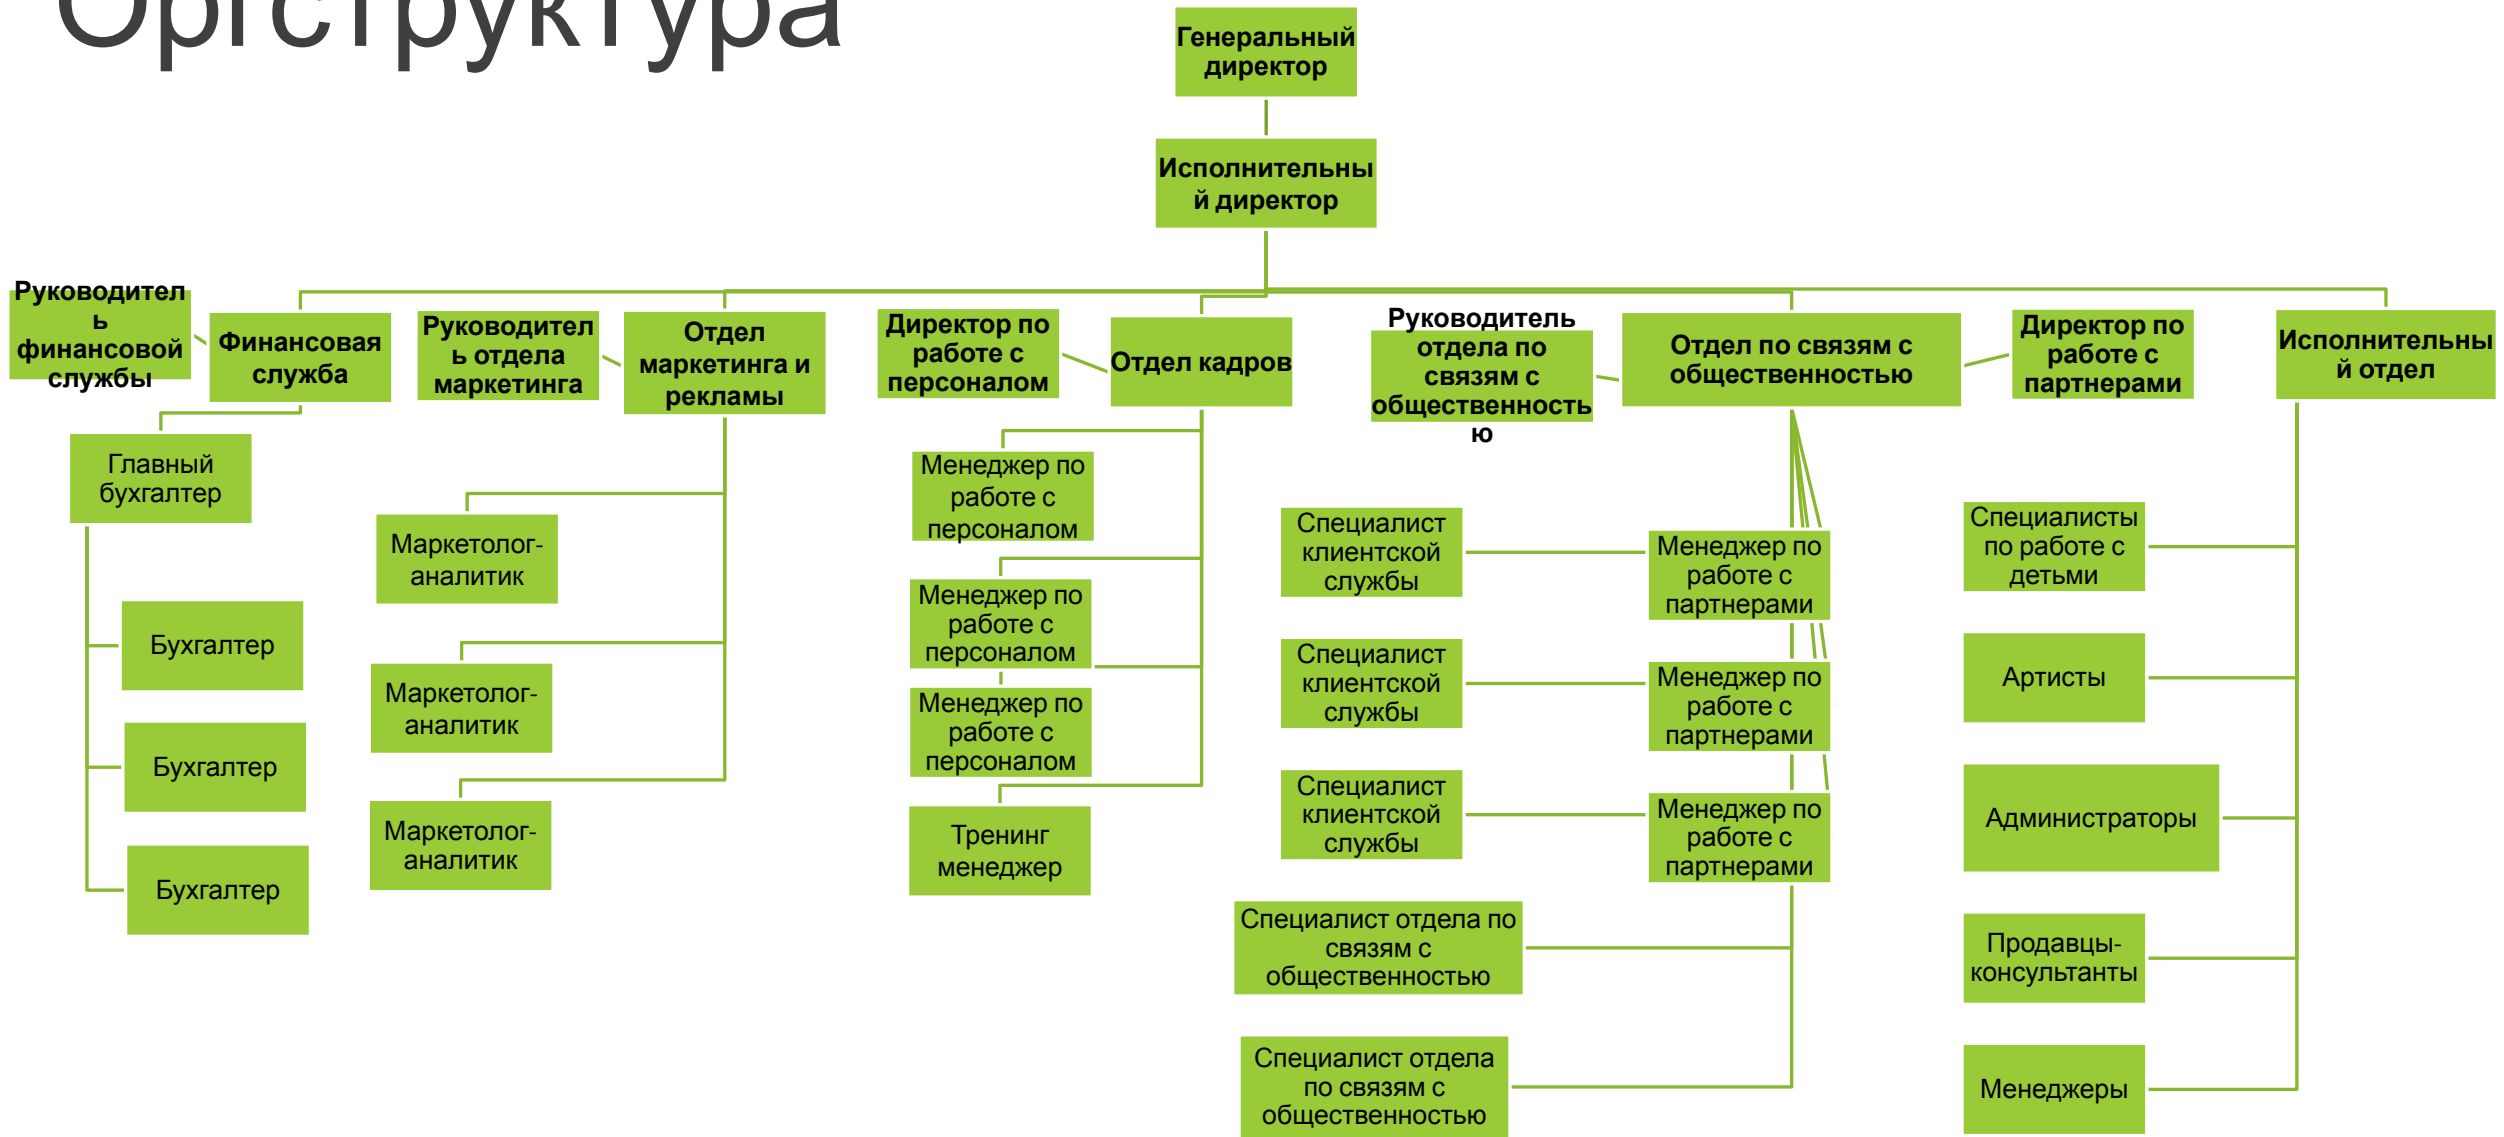 Оргструктура
Генеральный
директор
Исполнительны
й директор
Руководител
ь
финансовой
службы
Финансовая
служба
Руководител
ь отдела
маркетинга
Отдел
маркетинга и
рекламы
Директор по
работе с
персоналом
Отдел кадров
Руководитель
отдела по
связям с
общественность
ю
Отдел по связям с
общественностью
Директор по
работе с
партнерами
Исполнительны
й отдел
Главный
бухгалтер
Бухгалтер
Бухгалтер
Бухгалтер
Маркетолог-
аналитик
Маркетолог-
аналитик
Маркетолог-
аналитик
Менеджер по
работе с
персоналом
Менеджер по
работе с
персоналом
Менеджер по
работе с
персоналом
Тренинг
менеджер
Специалист
клиентской
службы
Менеджер по
работе с
партнерами
Специалист
клиентской
службы
Менеджер по
работе с
партнерами
Специалист
клиентской
службы
Менеджер по
работе с
партнерами
Специалист отдела по
связям с
общественностью
Специалист отдела
по связям с
общественностью
Специалисты
по работе с
детьми
Артисты
Администраторы
Продавцы-
консультанты
Менеджеры